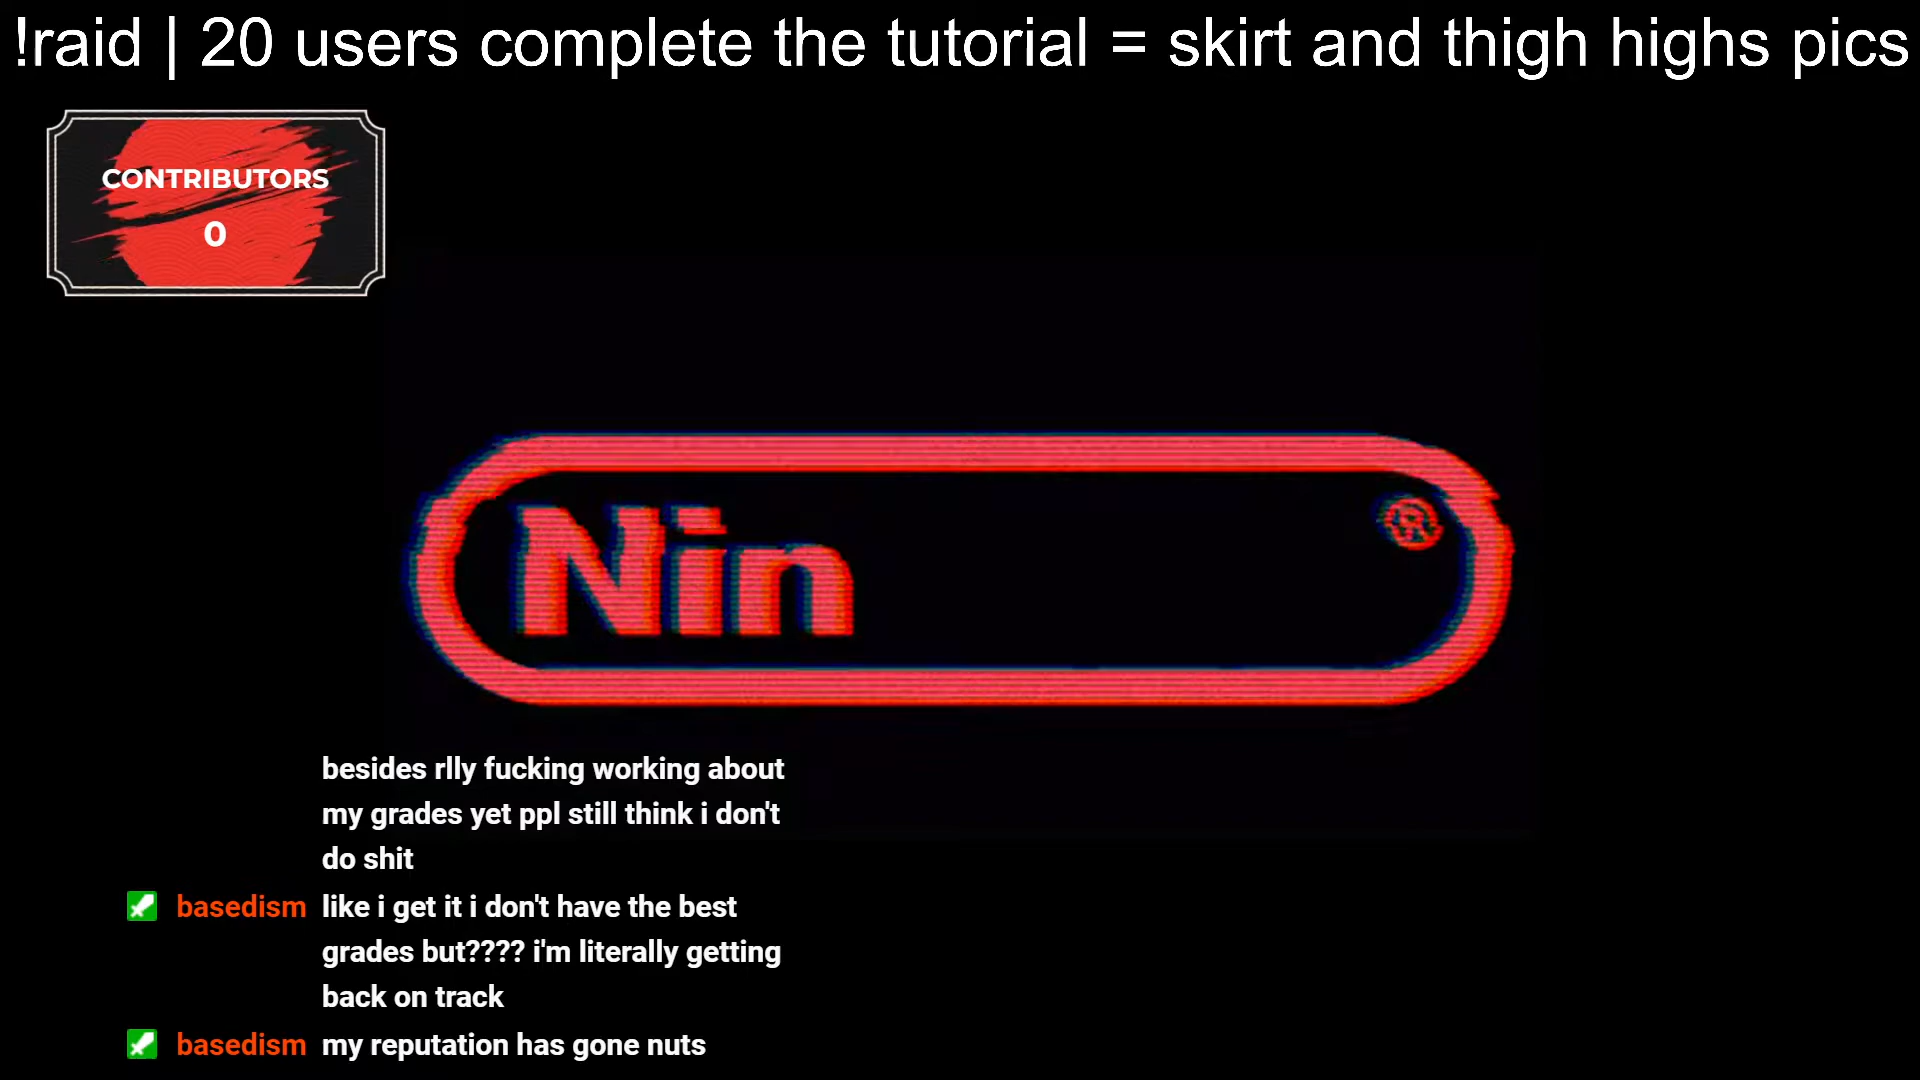 !raid | 20 users complete the tutorial = skirt and thigh highs pics
CONTRIBUTORS
0
Nin ®
besides rlly fucking working about
my grades yet ppl still think i don't
do shit
basedism like i get it i don't have the best
grades but???? i'm literally getting
back on track
basedism my reputation has gone nuts